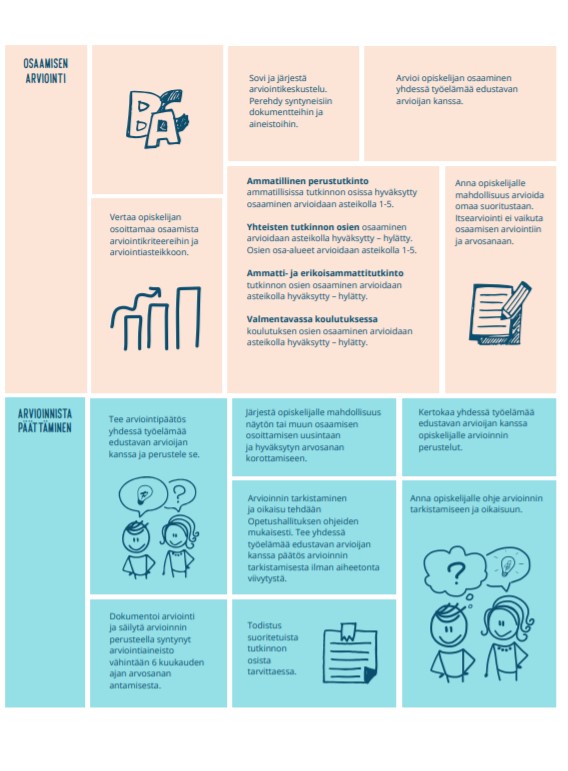 OSAAMISEN
ARVIOINTI
BA
Sovi ja järjestä
arviointikeskustelu.
Perehdy syntyneisiin
dokumentteihin ja
aineistoihin.
Arvioi opiskelijan osaaminen
yhdessä työelämää edustavan
arvioijan kanssa.
Vertaa opiskelijan
osoittamaa osaamista
arviointikriteereihin ja
arviointiasteikkoon.
Ammatillinen perustutkinto
ammatillisissa tutkinnon osissa hyväksytty
osaaminen arvioidaan asteikolla 1-5.
Yhteisten tutkinnon osien osaaminen
arvioidaan asteikolla hyväksytty – hylätty.
Osien osa-alueet arvioidaan asteikolla 1-5.
Ammatti- ja erikoisammattitutkinto
tutkinnon osien osaaminen arvioidaan
asteikolla hyväksytty – hylätty.
Valmentavassa koulutuksessa
koulutuksen osien osaaminen arvioidaan
asteikolla hyväksytty – hylätty.
Anna opiskelijalle
mahdollisuus arvioida
omaa suoritustaan.
Itsearviointi ei vaikuta
osaamisen arviointiin
ja arvosanaan.
ARVIOINNISTA
PÄÄTTÄMINEN
Tee arviointipäätös
yhdessä työelämää
edustavan arvioijan
kanssa ja perustele se.
?
Järjestä opiskelijalle mahdollisuus
näytön tai muun osaamisen
osoittamisen uusintaan
ja hyväksytyn arvosanan
korottamiseen.
Kertokaa yhdessä työelämää
edustavan arvioijan kanssa
opiskelijalle arvioinnin
perustelut.
Arvioinnin tarkistaminen
ja oikaisu tehdään
Opetushallituksen ohjeiden
mukaisesti. Tee yhdessä
työelämää edustavan arvioijan
kanssa päätös arvioinnin
tarkistamisesta ilman aiheetonta
viivytystä.
Anna opiskelijalle ohje arvioinnin
tarkistamiseen ja oikaisuun.
?
Dokumentoi arviointi
ja säilytä arvioinnin
perusteella syntynyt
arviointiaineisto
vähintään 6 kuukauden
ajan arvosanan
antamisesta.
Todistus
suoritetuista
tutkinnon
osista
tarvittaessa.